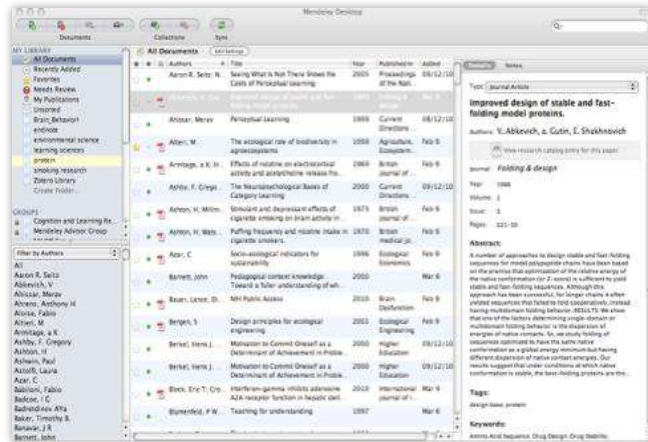 Mendeley Desktop
Documents
Collections
Sync
MY LIBRARY
All Documents
Recently Added
Favorites
Needs Review
My Publications
Unsorted
Brain_Behavior1
endnote
environmental science
learning sciences
protein
smoking research
Zotero Library
Create Folder...
GROUPS
Cognition and Learning Re...
Mendeley Advisor Group
Filter by Authors
All
Aaron R. Seitz
Abkevich, V
Ahissar, Merav
Ahrens, Anthony H
Aloise, Fabio
Altieri, M
Armitage, a K
Ashby, F. Gregory
Ashton, H
Ashwin, Paul
Astolfi, Laura
Azar, C
Babiloni, Fabio
Badcoe, I G
Badretdinov AYa
Baker, Timothy B.
Banavar, J R
Barnett, John
All Documents
Edit Settings
Authors Title Year Published In Added
Aaron R. Seitz; N... Seeing What Is Not There Shows the Costs of Perceptual Learning 2005 Proceedings of the Nati... 09/12/10
Ahissar, Merav Perceptual Learning 1999 Current Directions ... 09/12/10
Altieri, M The ecological role of biodiversity in agroecosystems 1999 Agriculture, Ecosystem... Feb 9
Armitage, a K; H... Effects of nicotine on electrocortical activity and acetylcholine release fro... 1969 British journal of ... Feb 9
Ashby, F. Grego... The Neuropsychological Bases of Category Learning 2000 Current Directions ... 09/12/10
Ashton, H; Millm... Stimulant and depressant effects of cigarette smoking on brain activity in ... British journal of ... Feb 9
Ashton, H; Wats... Puffing frequency and nicotine intake in cigarette smokers. 1970 British medical jo... Feb 9
Azar, C Socio-ecological indicators for sustainability 1996 Ecological Economics Feb 9
Barnett, John Pedagogical context knowledge: Toward a fuller understanding of wh... Mar 6
Bauer, Lance; Di... NIH Public Access 2010 Brain Feb 9
Bergen, S Design principles for ecological engineering 2001 Ecological Engineering Feb 9
Berkel, Henk J. ... Motivation to Commit Oneself as a Determinant of Achievement in Proble... 2000 Higher Education 09/12/10
Berkel, Henk J. ... Motivation to Commit Oneself as a Determinant of Achievement in Proble... 2000 Higher Education 09/12/10
Block, Eric T; Cro... Interferon-gamma inhibits adenosine A2A receptor function in hepatic stell... 2010 International journal of i... Mar 9
Blumenfeld, P W... Teaching for understanding 1997 Mar 6
Details Notes
Type: Journal Article
Improved design of stable and fast-folding model proteins.
Authors: V. Abkevich, a. Gutin, E. Shakhnovich
View research catalog entry for this paper
Journal: Folding & design
Year:
Volume: 1
Issue:
Pages: 221-30
Abstract:
A number of approaches to design stable and fast-folding
sequences for model polypeptide chains have been based
on the premise that optimization of the relative energy of
the native conformation (or Z-score) is sufficient to yield
stable and fast-folding sequences. Although this
approach has been successful, for longer chains it often
yielded sequences that failed to fold cooperatively, instead
having multidomain folding behavior. RESULTS: We show
that one of the factors determining single-domain or
multidomain folding behavior is the dispersion of
energies of native contacts. So, we study folding of
sequences optimized to have the same native
conformation as a global energy minimum but having
different dispersion of native contact energies. Our
results suggest that under conditions at which native
conformation is stable, the best-folding proteins are tho...
Tags:
design base; protein
Keywords:
Amino Acid Sequence; Drug Design; Drug Stability;